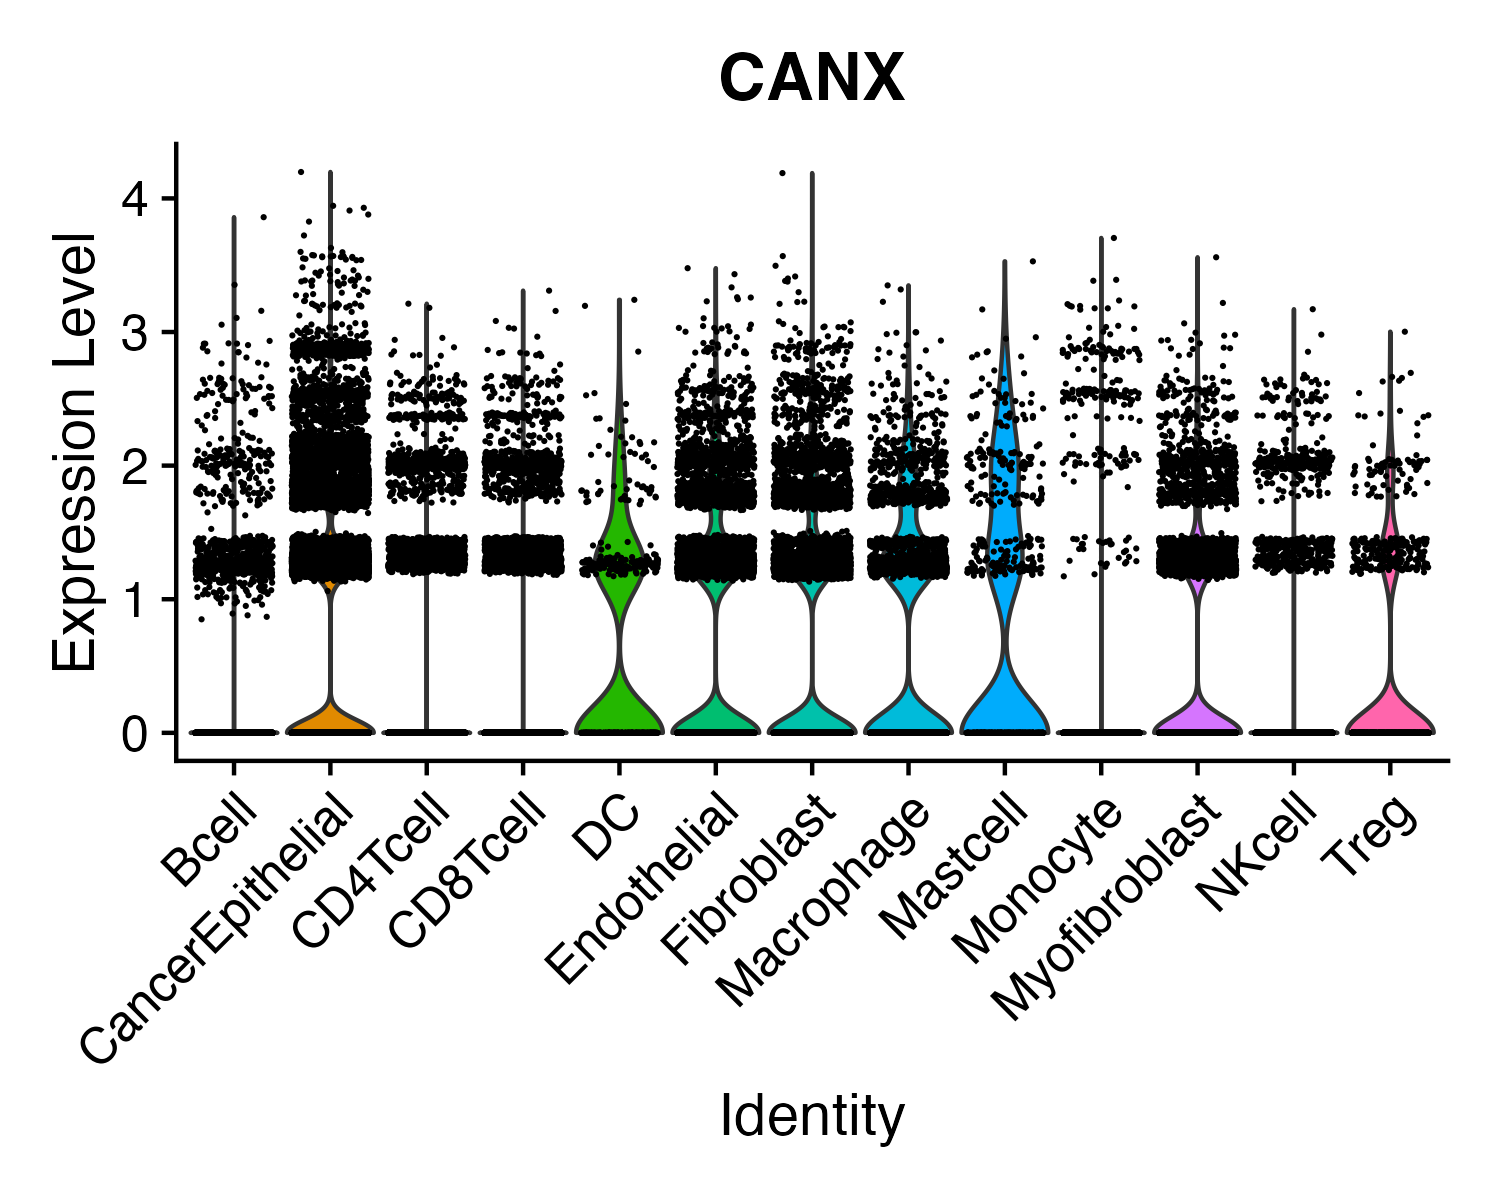 CANX
Expression Level
4
3
2
1
0
Bcell
CancerEpithelial
CD4Tcell
CD8Tcell
DC
Endothelial
Fibroblast
Macrophage
Mastcell
Monocyte
Myofibroblast
NKcell
Treg
Identity